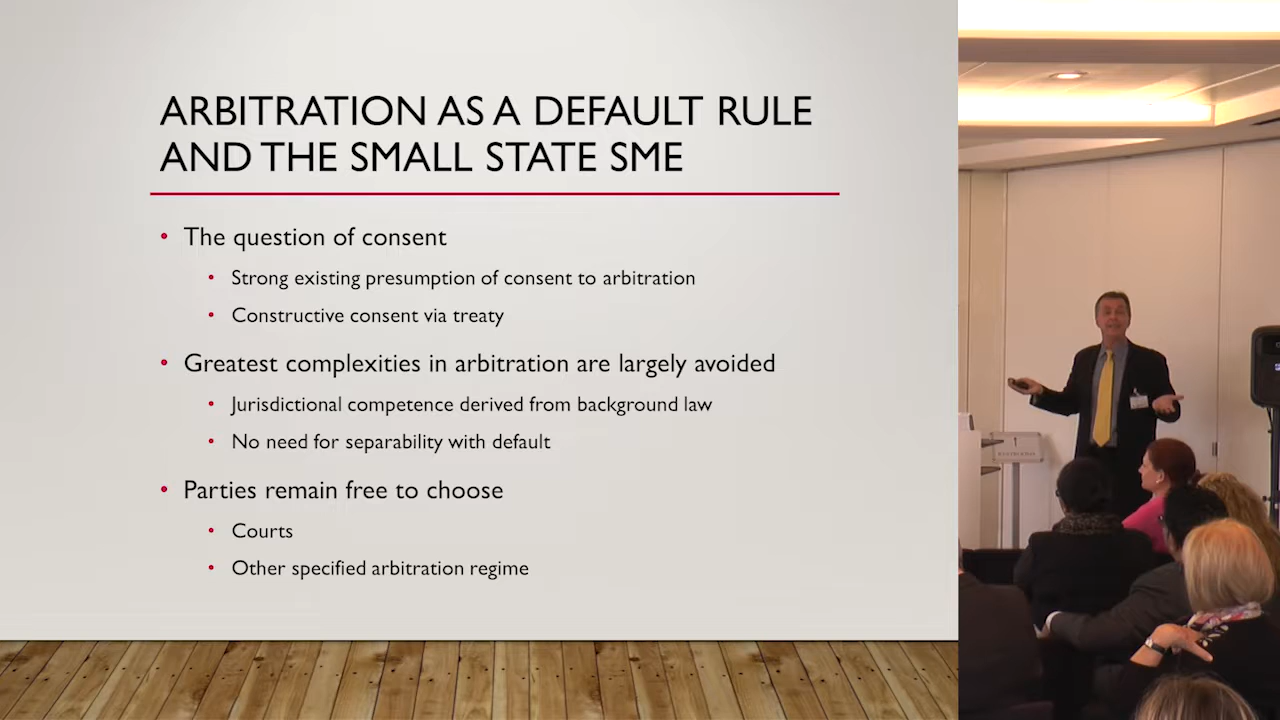 ARBITRATION AS A DEFAULT RULE
AND THE SMALL STATE SME
• The question of consent
• Strong existing presumption of consent to arbitration
• Constructive consent via treaty
• Greatest complexities in arbitration are largely avoided
• Jurisdictional competence derived from background law
• No need for separability with default
• Parties remain free to choose
• Courts
• Other specified arbitration regime